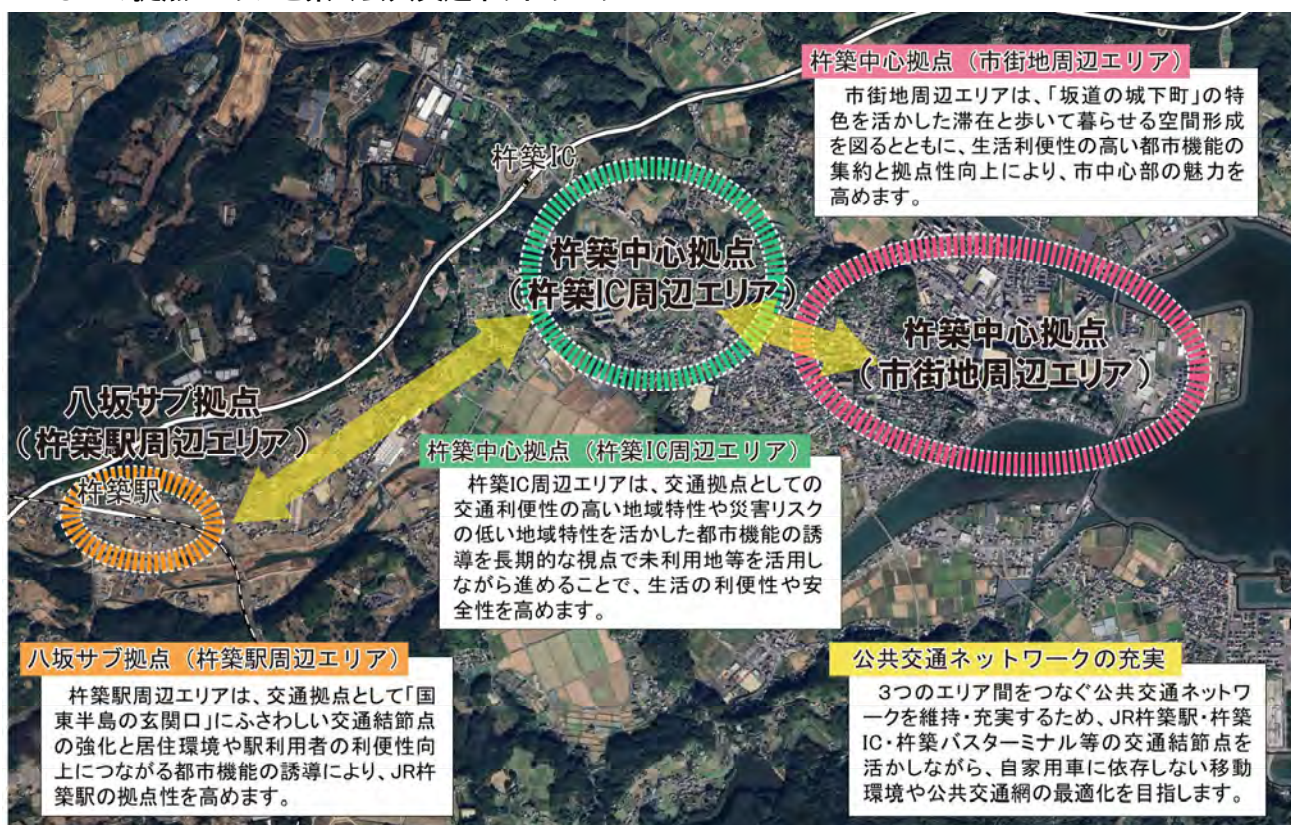 杵築中心拠点（市街地周辺エリア）
市街地周辺エリアは、「坂道の城下町」の特
色を活かした滞在と歩いて暮らせる空間形成
を図るとともに、生活利便性の高い都市機能の
集約と拠点性向上により、市中心部の魅力を
高めます。
杵築IC
杵築中心拠点
（杵築IC周辺エリア）
杵築中心拠点
（市街地周辺エリア）
八坂サブ拠点
（杵築駅周辺エリア）
杵築駅
杵築中心拠点（杵築IC周辺エリア）
杵築IC周辺エリアは、交通拠点としての
交通利便性の高い地域特性や災害リスク
の低い地域特性を活かした都市機能の誘
導を長期的な視点で未利用地等を活用し
ながら進めることで、生活の利便性や安
全性を高めます。
八坂サブ拠点（杵築駅周辺エリア）
杵築駅周辺エリアは、交通拠点として「国
東半島の玄関口」にふさわしい交通結節点
の強化と居住環境や駅利用者の利便性向
上につながる都市機能の誘導により、JR杵
築駅の拠点性を高めます。
公共交通ネットワークの充実
３つのエリア間をつなぐ公共交通ネットワ
ークを維持・充実するため、JR杵築駅・杵築
IC・杵築バスターミナル等の交通結節点を
活かしながら、自家用車に依存しない移動
環境や公共交通網の最適化を目指します。